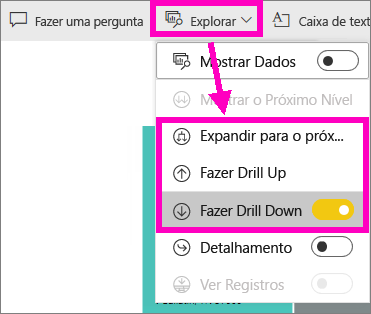 Fazer uma pergunta
Explorar
Caixa de text
Mostrar Dados
Mostrar o Próximo Nível
Expandir para o próx...
Fazer Drill Up
Fazer Drill Down
Detalhamento
Ver Registros